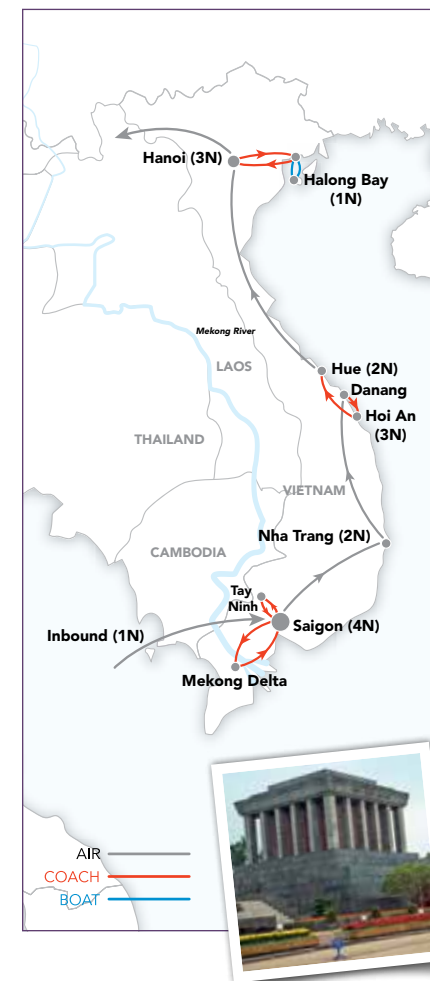 Hanoi (3N)
Halong Bay
(1N)
Mekong River
LAOS
Hue (2N)
Danang
Hoi An
(3N)
THAILAND
VIETNAM
Nha Trang (2N)
CAMBODIA
Tay
Ninh
Saigon (4N)
Inbound (1N)
Mekong Delta
AIR
COACH
BOAT